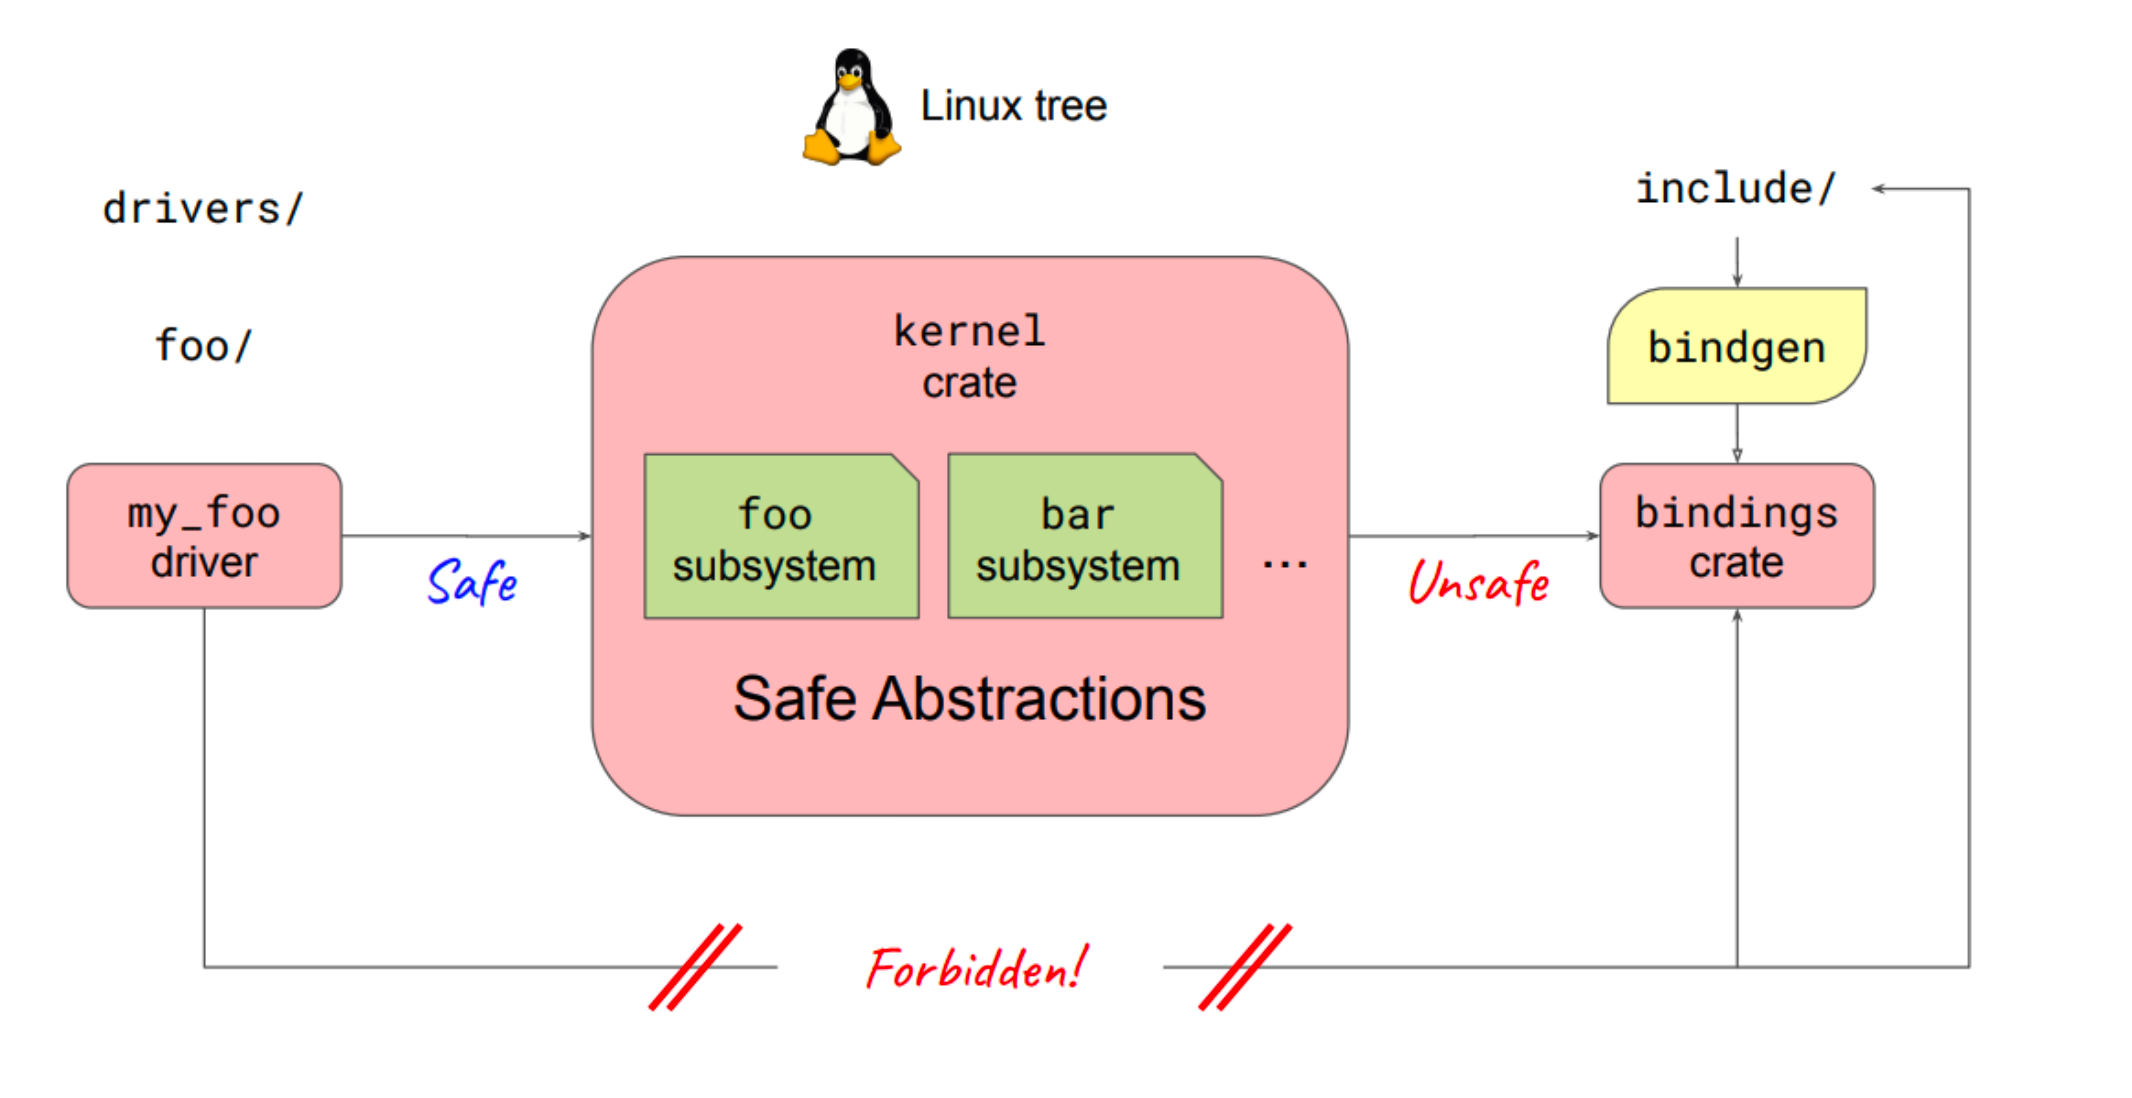 Linux tree
drivers/
foo/
my_foo
driver
Safe
kernel
crate
foo
subsystem
bar
subsystem
...
Safe Abstractions
Unsafe
include/
bindgen
bindings
crate
Forbidden!